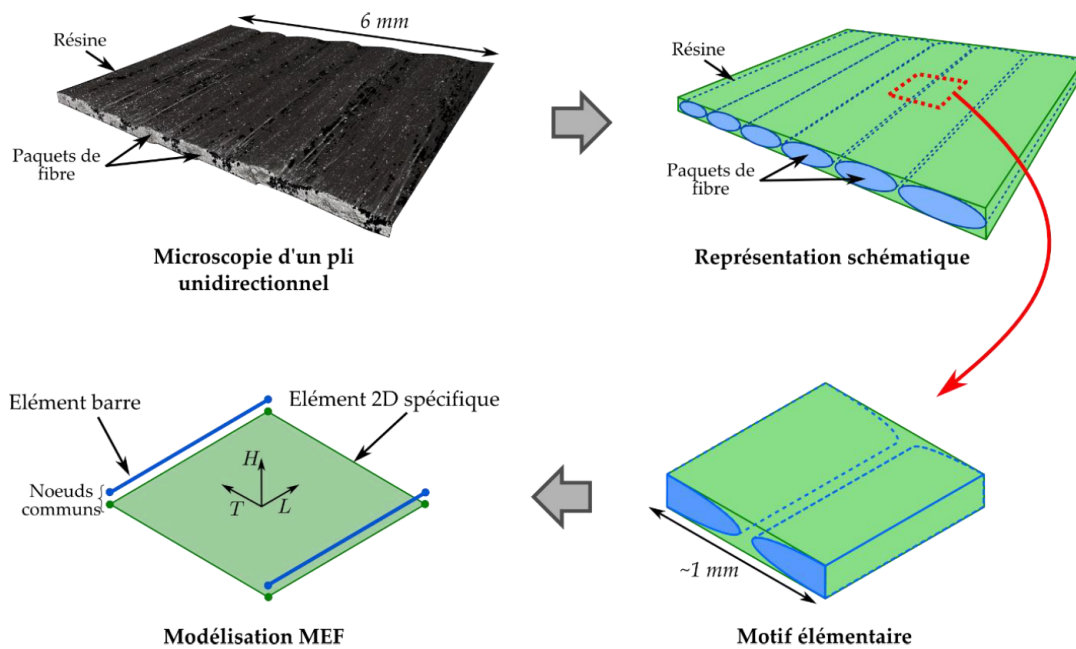 6 mm
Résine
Paquets de
fibre
Microscopie d'un pli
unidirectionnel
Résine
Paquets de
fibre
Représentation schématique
Elément barre
Elément 2D spécifique
Noeuds
communs
H
T
L
Modélisation MEF
~1 mm
Motif élémentaire